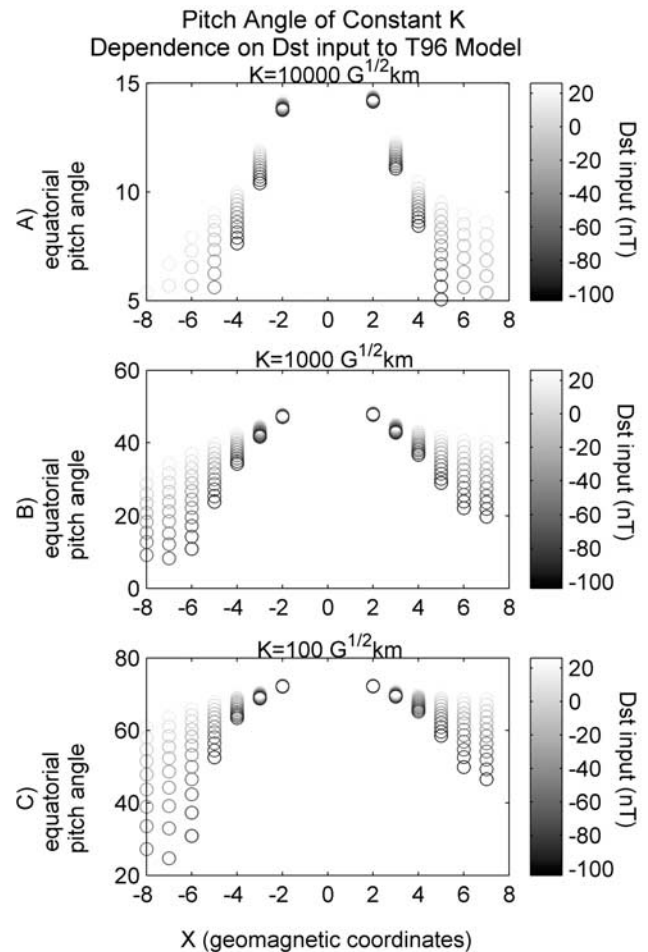 Pitch Angle of Constant K
Dependence on Dst input to T96 Model
K=10000 G^1/2km
A)
equatorial
pitch angle
15
10
5
-8 -6 -4 -2 0 2 4 6 8
20
0
-20
-40
-60
-80
-100
Dst input (nT)
K=1000 G^1/2km
B)
equatorial
pitch angle
60
40
20
0
-8 -6 -4 -2 0 2 4 6 8
20
0
-20
-40
-60
-80
-100
Dst input (nT)
K=100 G^1/2km
C)
equatorial
pitch angle
80
60
40
20
-8 -6 -4 -2 0 2 4 6 8
20
0
-20
-40
-60
-80
-100
Dst input (nT)
X (geomagnetic coordinates)